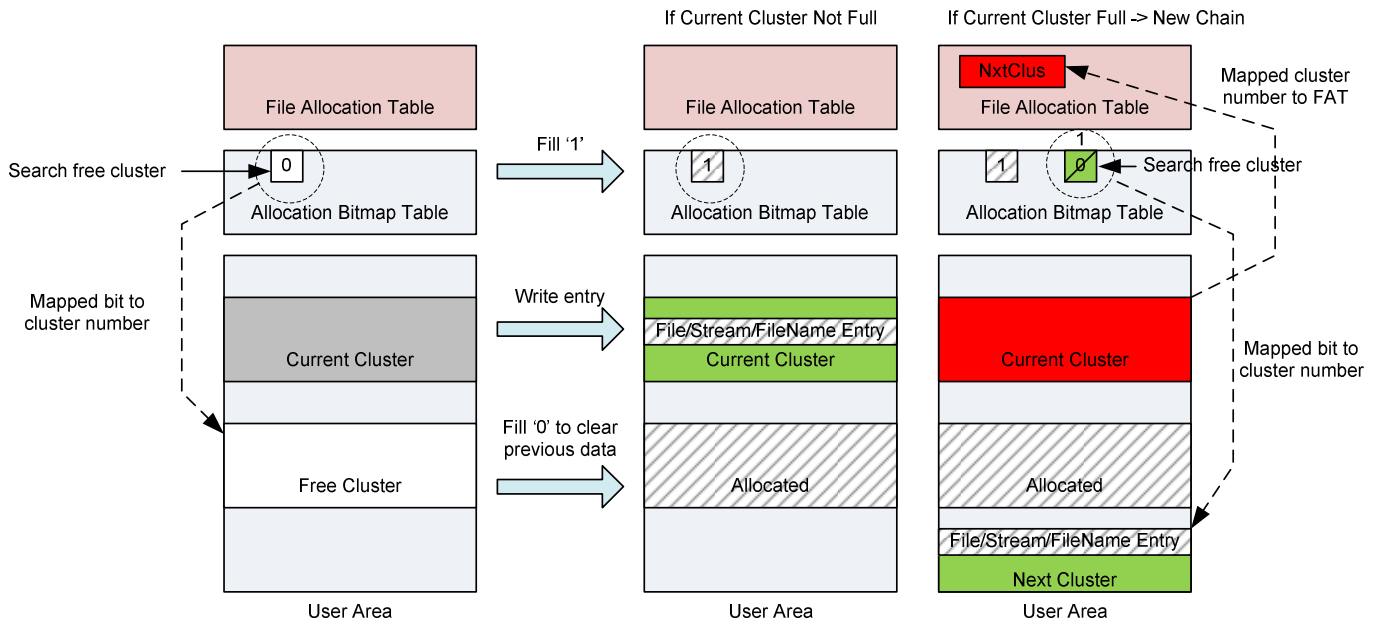 If Current Cluster Not Full
If Current Cluster Full -> New Chain
File Allocation Table
File Allocation Table
NxtClus
File Allocation Table
Mapped cluster
number to FAT
Search free cluster
0
Allocation Bitmap Table
Fill ‘1’
1
Allocation Bitmap Table
1
1
0
Search free cluster
Allocation Bitmap Table
Mapped bit to
cluster number
Current Cluster
Write entry
File/Stream/FileName Entry
Current Cluster
Current Cluster
Mapped bit to
cluster number
Fill ‘0’ to clear
previous data
Free Cluster
Allocated
Allocated
File/Stream/FileName Entry
Next Cluster
User Area
User Area
User Area